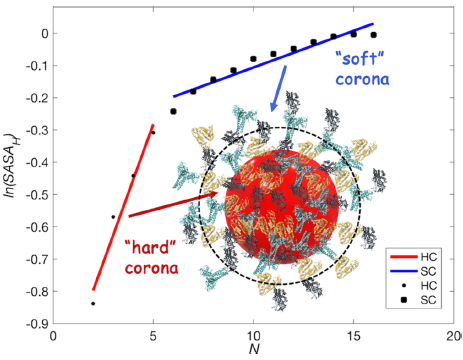 0
-0.1
-0.2
-0.3
-0.4
-0.5
-0.6
-0.7
-0.8
-0.9
ln(SASA_H)
"soft"
corona
"hard"
corona
HC
SC
HC
SC
0
5
10
15
200
N